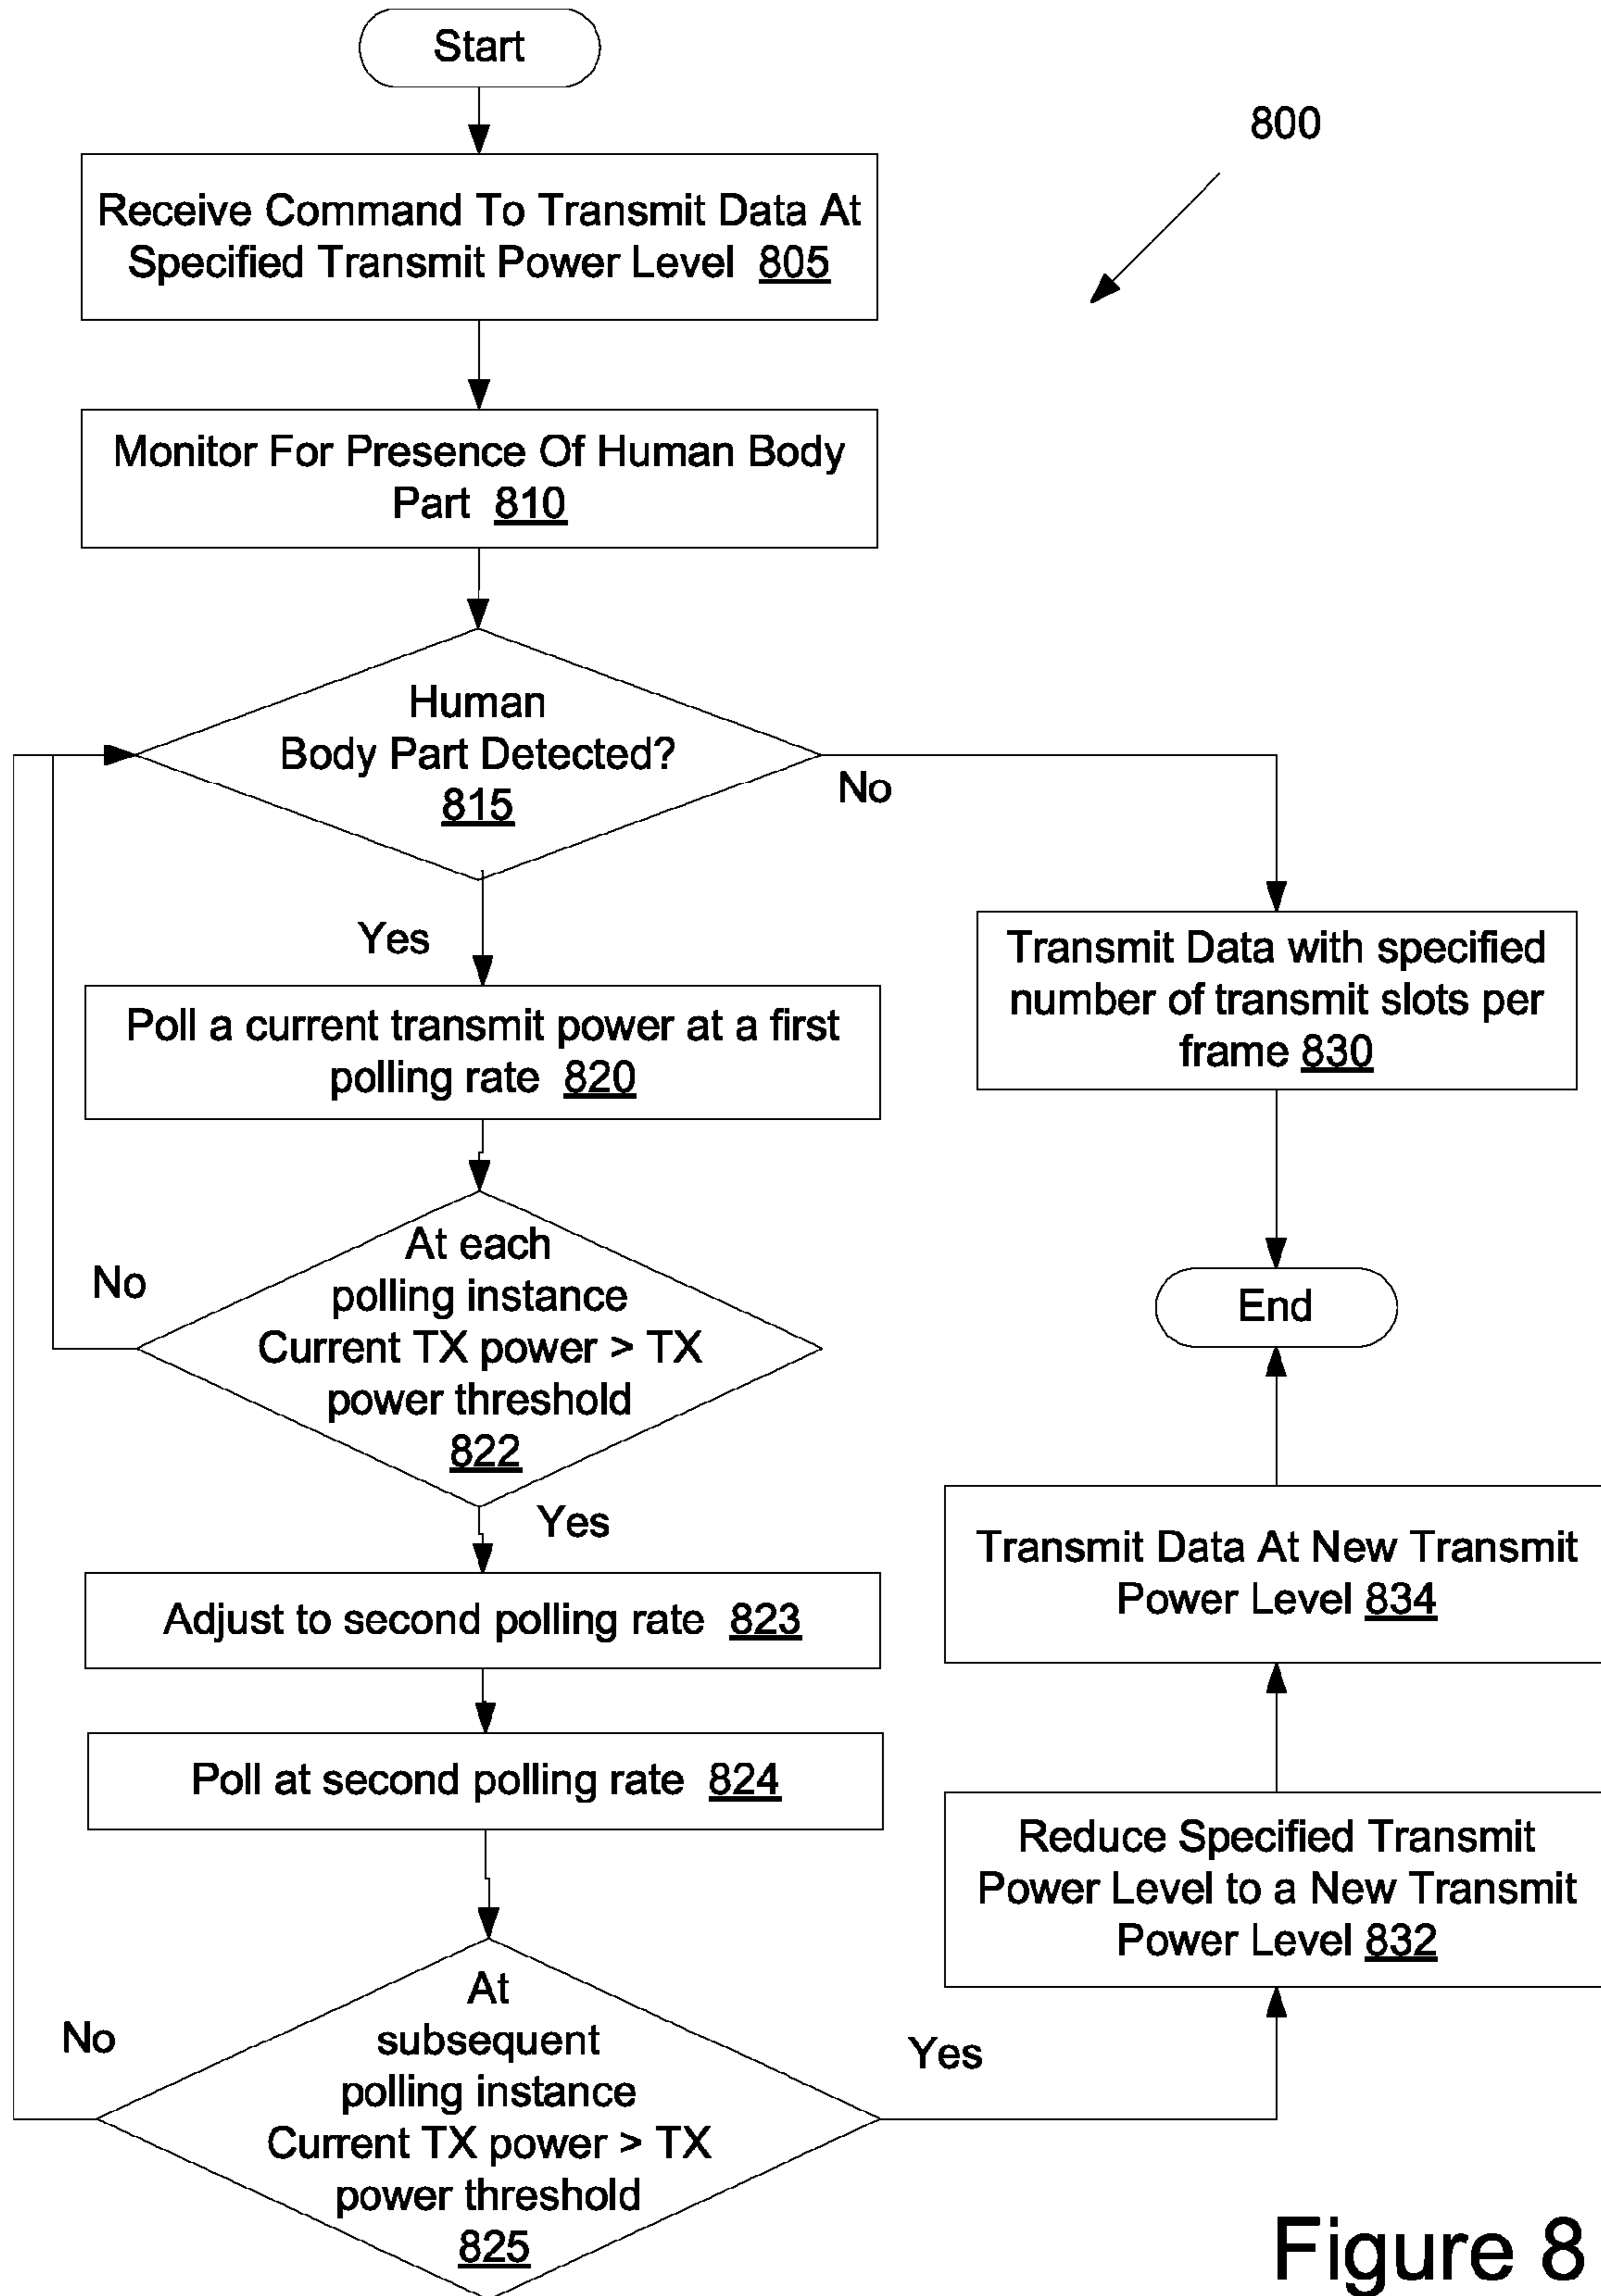 Start
800
Receive Command To Transmit Data At
Specified Transmit Power Level 805
Monitor For Presence Of Human Body
Part 810
Human
Body Part Detected?
815
No
Yes
Transmit Data with specified
number of transmit slots per
frame 830
Poll a current transmit power at a first
polling rate 820
At each
polling instance
Current TX power > TX
power threshold
822
No
End
Yes
Transmit Data At New Transmit
Power Level 834
Adjust to second polling rate 823
Poll at second polling rate 824
Reduce Specified Transmit
Power Level to a New Transmit
Power Level 832
At
subsequent
polling instance
Current TX power > TX
power threshold
825
No
Yes
Figure 8